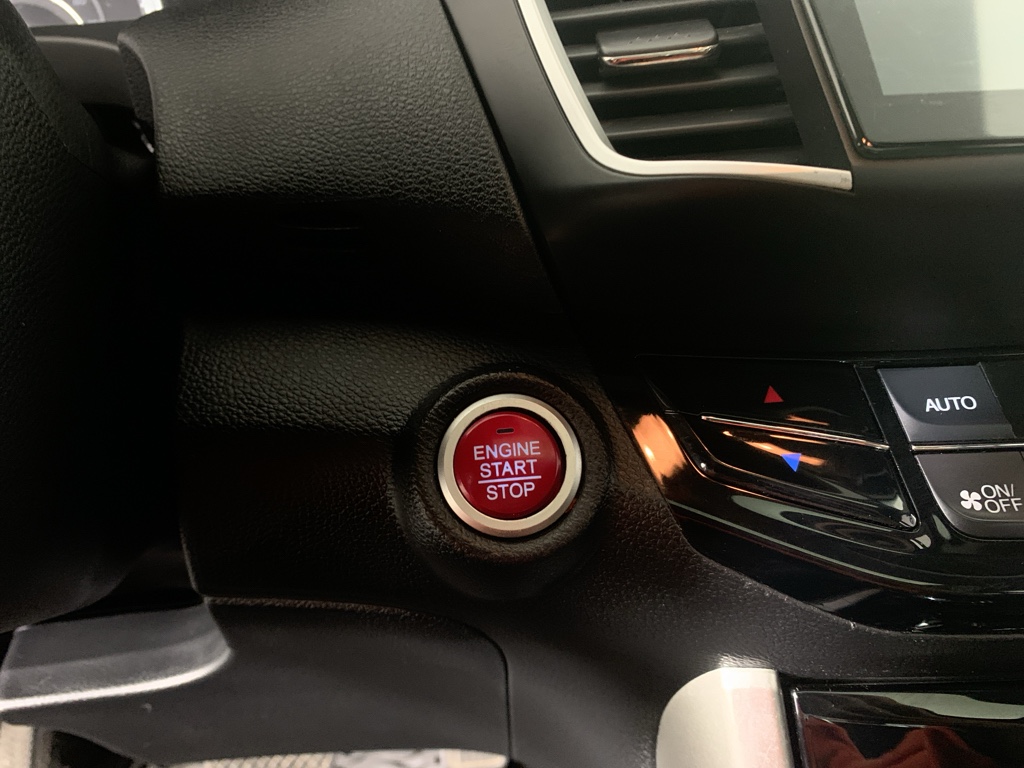 AUTO
ENGINE
START
STOP
ON/
OFF